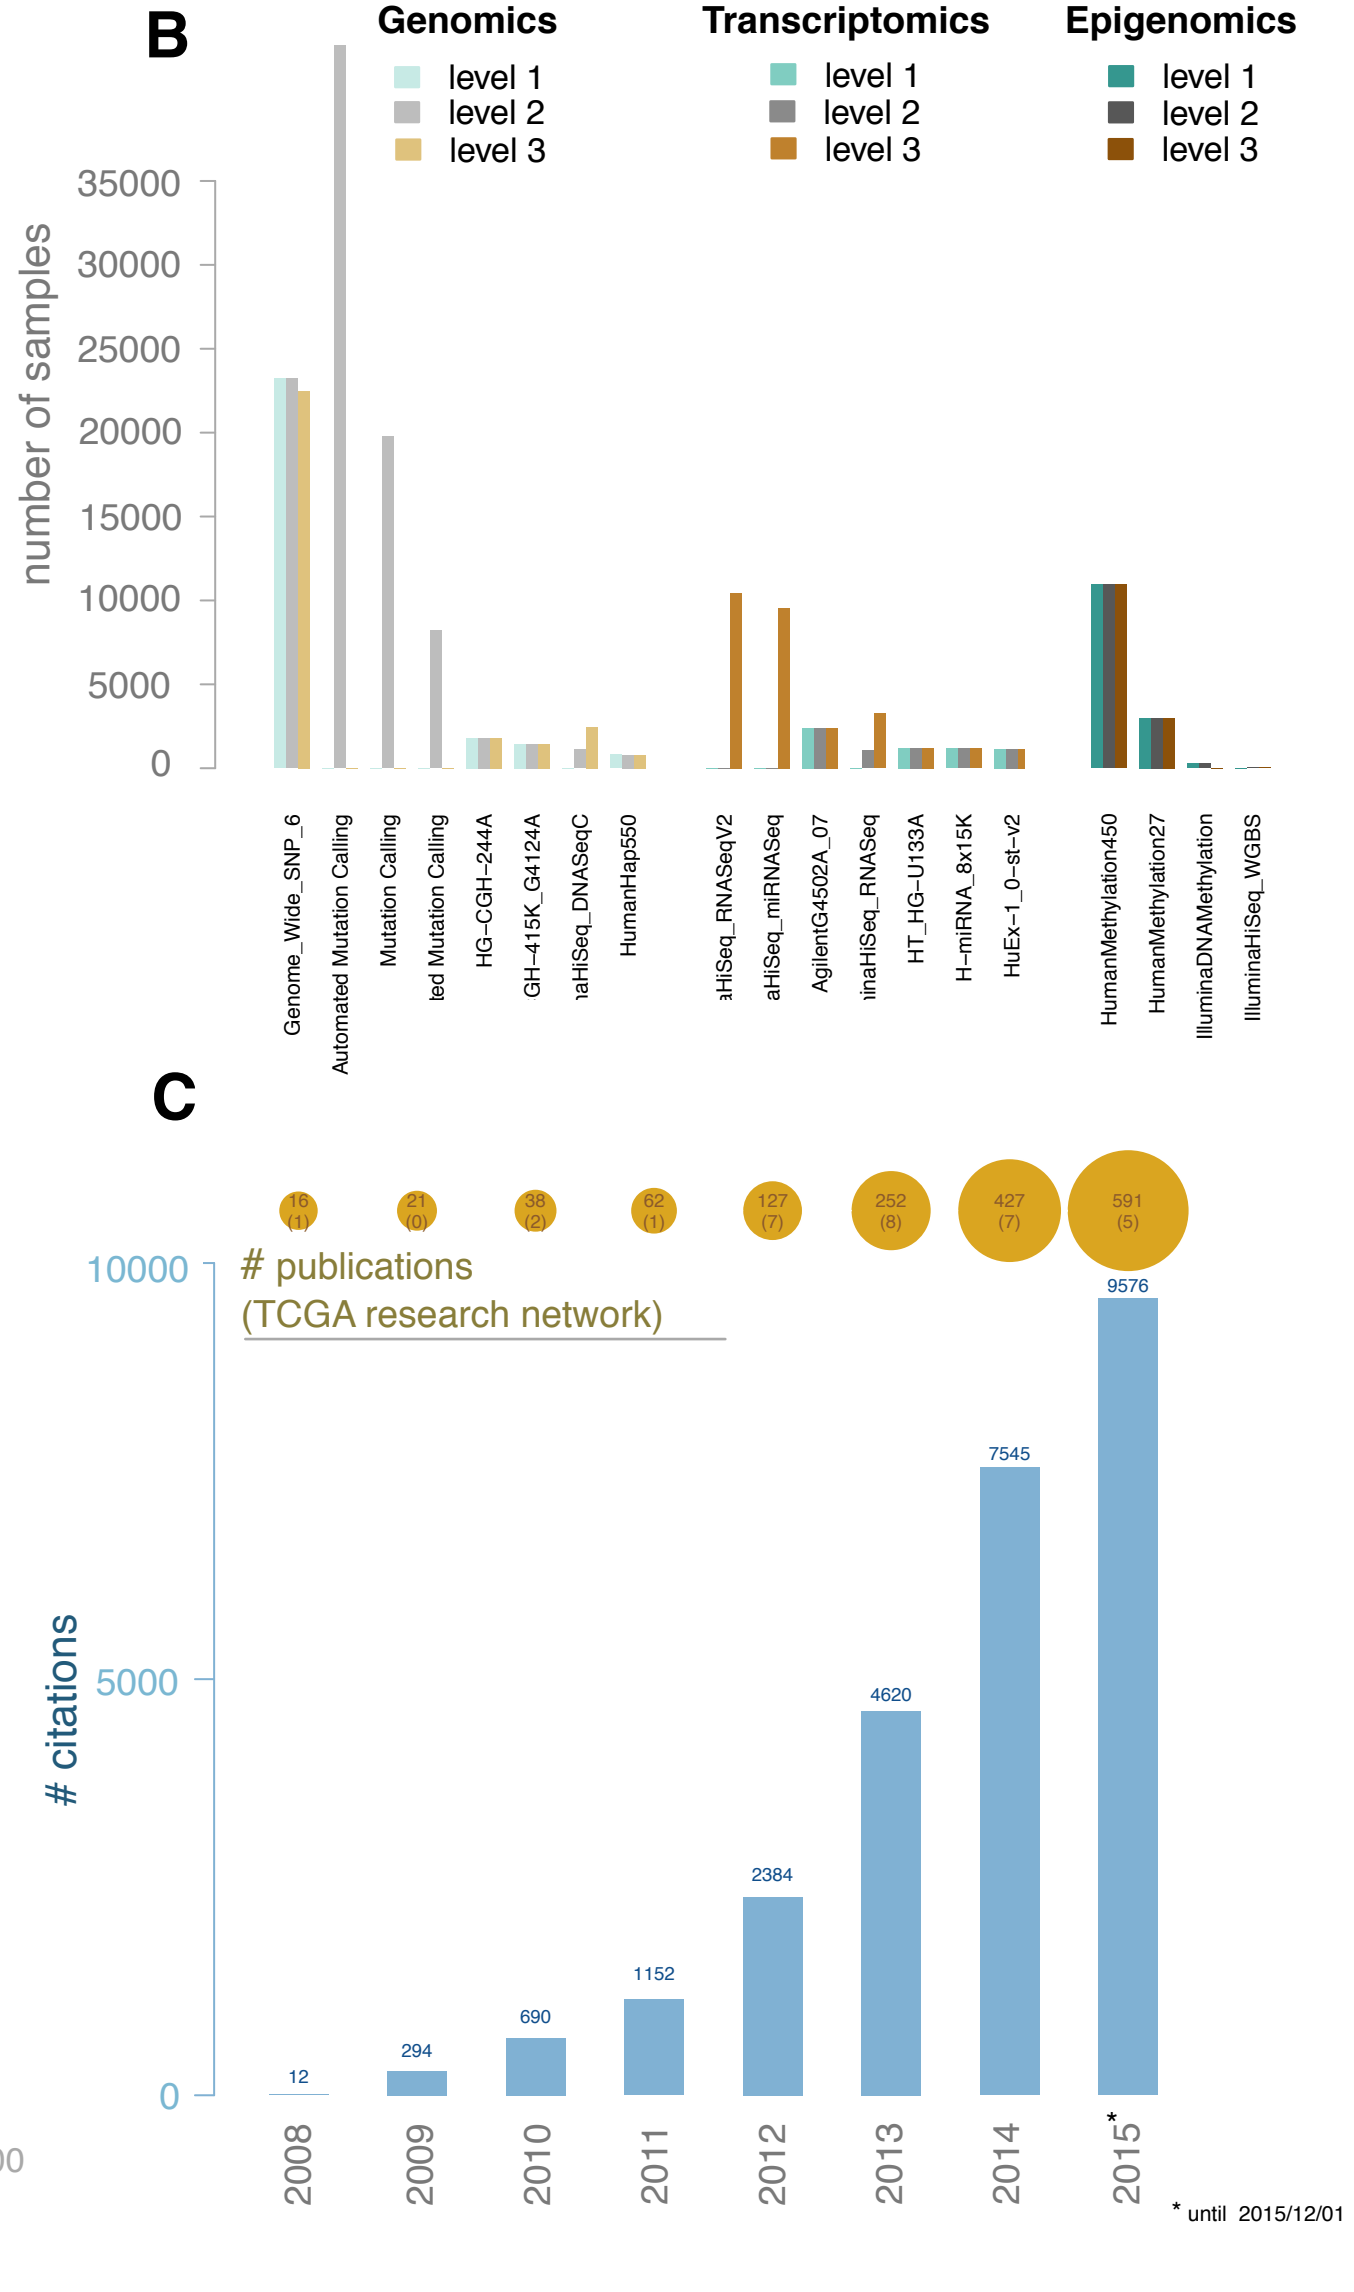 B
Genomics
level 1
level 2
level 3
Transcriptomics
level 1
level 2
level 3
Epigenomics
level 1
level 2
level 3
number of samples
35000
30000
25000
20000
15000
10000
5000
0
Genome_Wide_SNP_6
Automated Mutation Calling
Mutation Calling
ted Mutation Calling
HG−CGH−244A
GH−415K_G4124A
naHiSeq_DNASeqC
HumanHap550
aHiSeq_RNASeqV2
aHiSeq_miRNASeq
AgilentG4502A_07
inaHiSeq_RNASeq
HT_HG−U133A
H−miRNA_8x15K
HuEx−1_0−st−v2
HumanMethylation450
HumanMethylation27
IlluminaDNAMethylation
IlluminaHiSeq_WGBS
C
16
(1)
21
(0)
38
(2)
62
(1)
127
(7)
252
(8)
427
(7)
591
(5)
# publications
(TCGA research network)
# citations
10000
5000
0
12
294
690
1152
2384
4620
7545
9576
2008
2009
2010
2011
2012
2013
2014
2015*
* until 2015/12/01
00